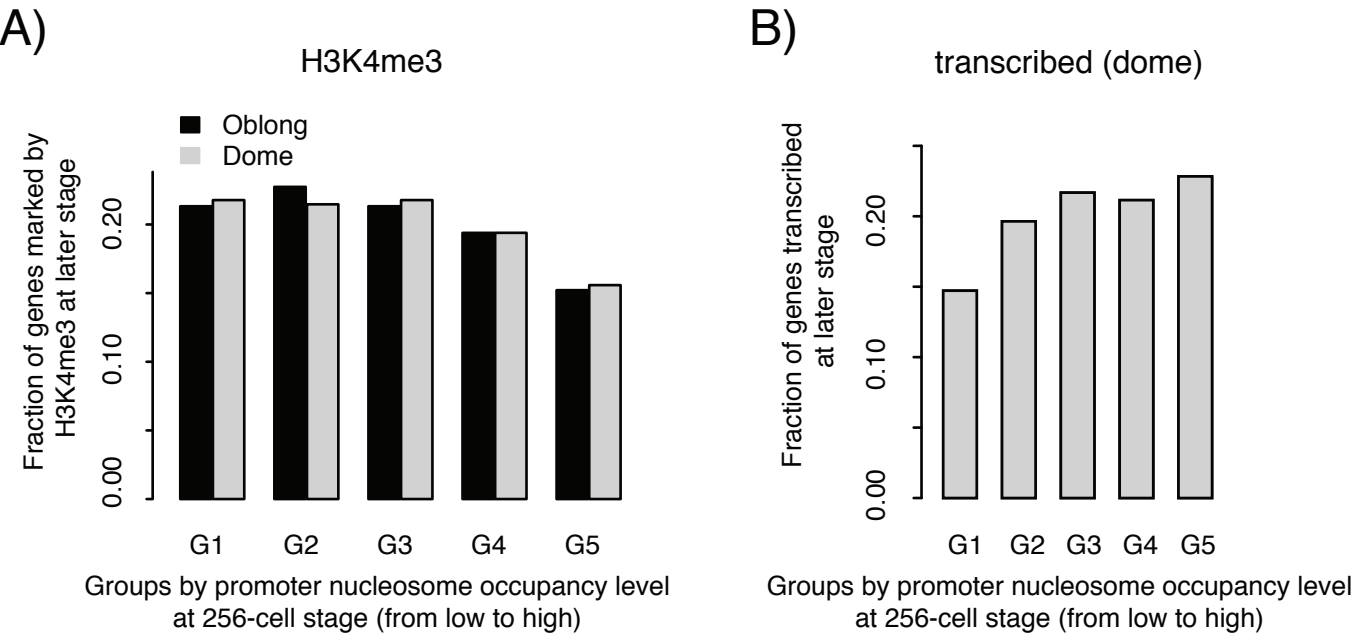 A)
H3K4me3
Oblong
Dome
Fraction of genes marked by
H3K4me3 at later stage
0.20
0.10
0.00
G1 G2 G3 G4 G5
Groups by promoter nucleosome occupancy level
at 256-cell stage (from low to high)
B)
transcribed (dome)
Fraction of genes transcribed
at later stage
0.20
0.10
0.00
G1 G2 G3 G4 G5
Groups by promoter nucleosome occupancy level
at 256-cell stage (from low to high)